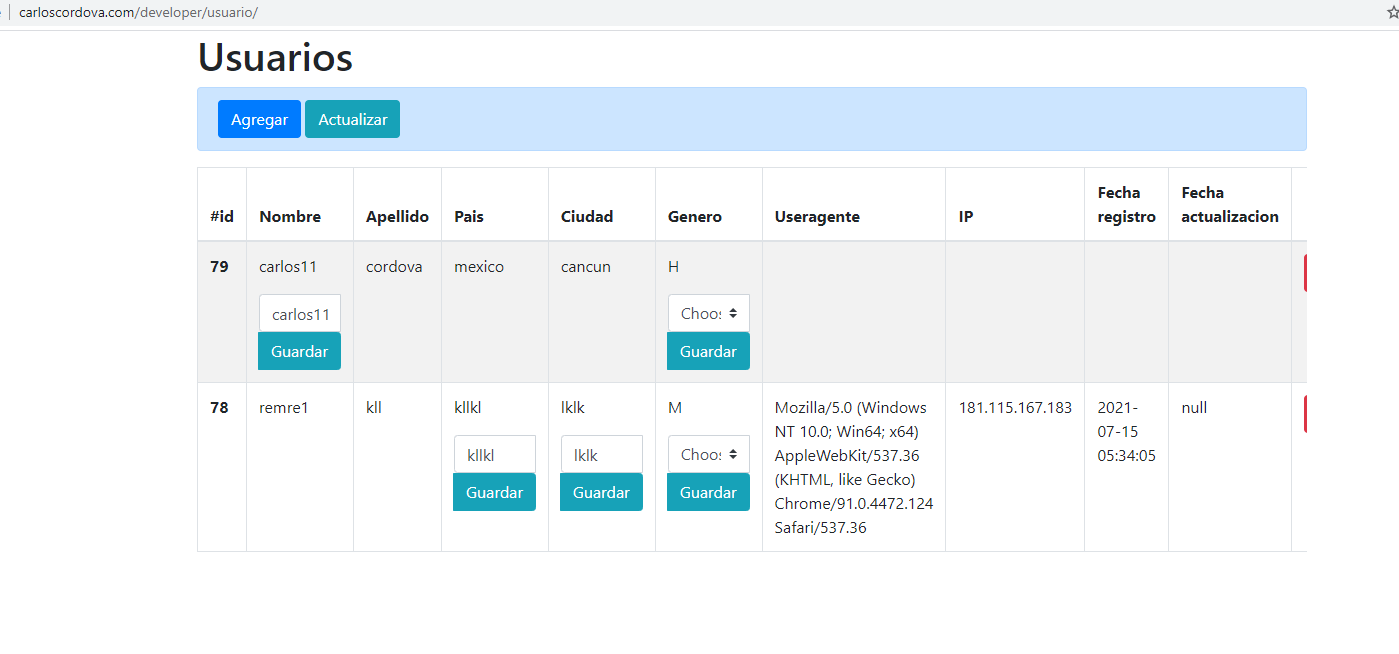 carloscordova.com/developer/usuario/
Usuarios
Agregar Actualizar
#id Nombre Apellido Pais Ciudad Genero Useragente IP Fecha registro Fecha actualizacion
79 carlos11 cordova mexico cancun H
carlos11 Choos
Guardar Guardar
78 remre1 kll kllkl lklk M Mozilla/5.0 (Windows 181.115.167.183 2021- null
NT 10.0; Win64; x64) 07-15
kllkl lklk Choos AppleWebKit/537.36 05:34:05
(KHTML, like Gecko)
Guardar Guardar Guardar Chrome/91.0.4472.124
Safari/537.36